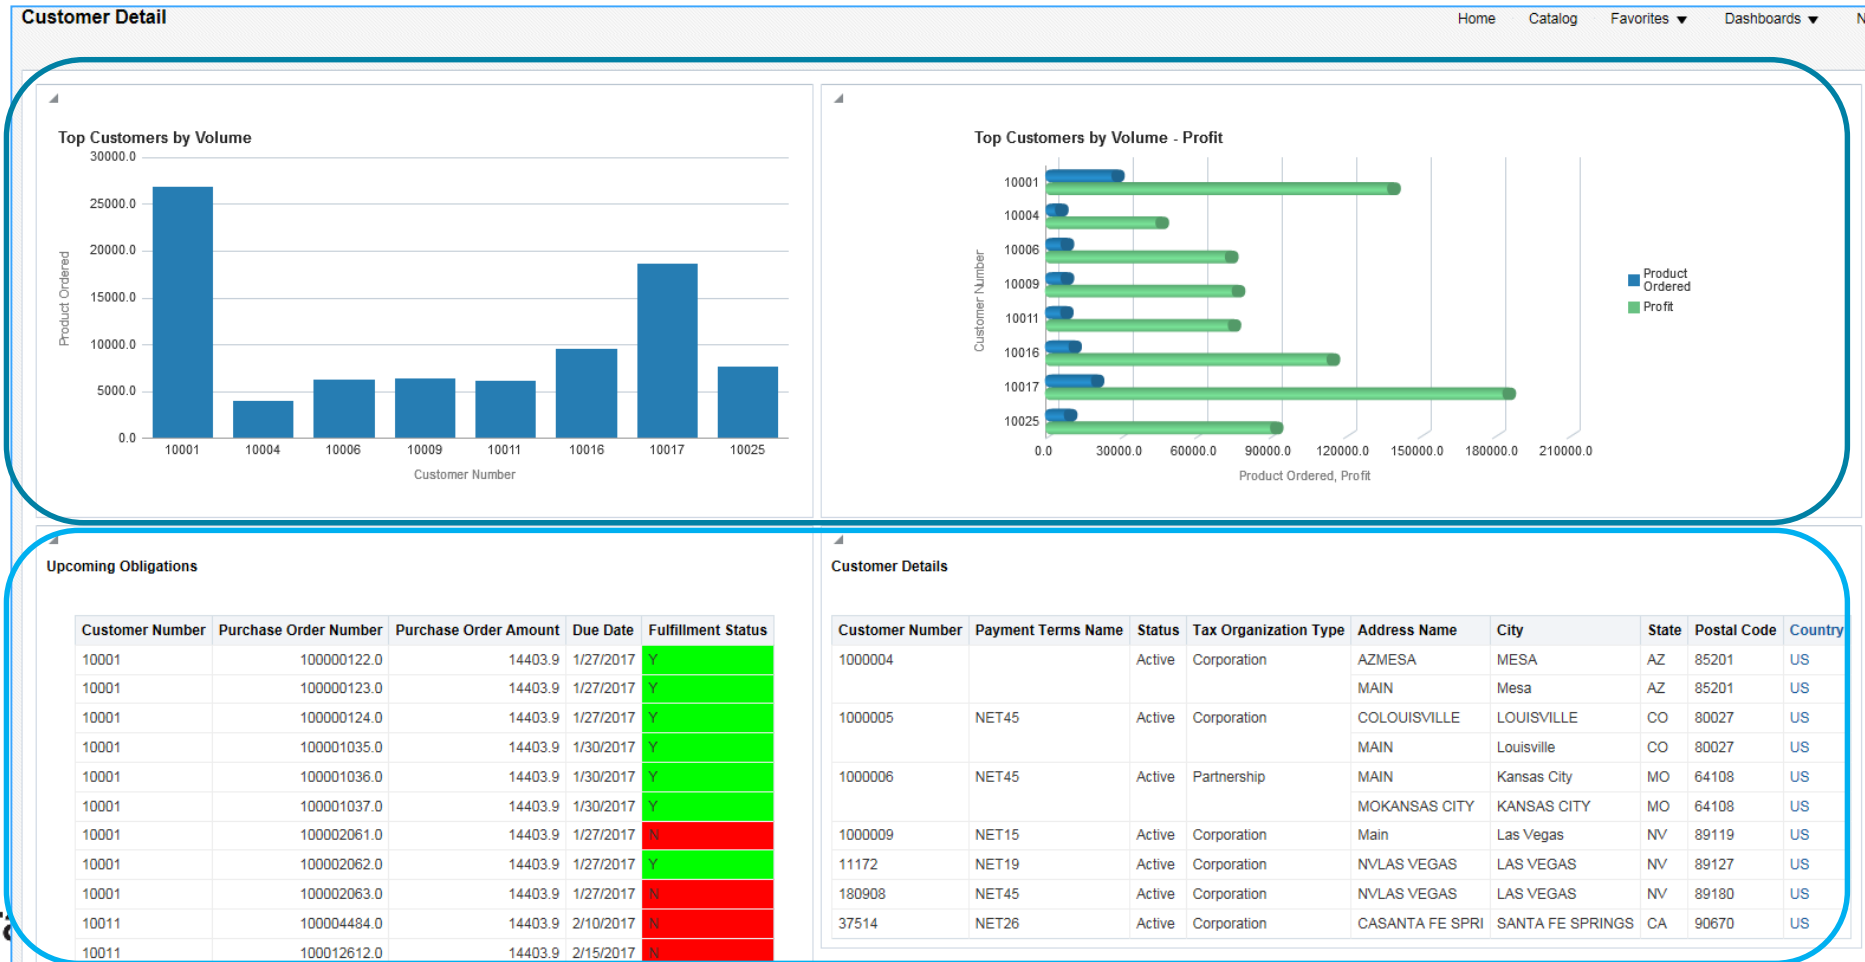 Customer Detail
Home Catalog Favorites Dashboards N
Top Customers by Volume
30000.0
25000.0
20000.0
15000.0
10000.0
5000.0
0.0
Product Ordered
10001 10004 10006 10009 10011 10016 10017 10025
Customer Number
Top Customers by Volume - Profit
Customer Number
10001
10004
10006
10009
10011
10016
10017
10025
0.0 30000.0 60000.0 90000.0 120000.0 150000.0 180000.0 210000.0
Product Ordered, Profit
Product
Ordered
Profit
Upcoming Obligations
Customer Number Purchase Order Number Purchase Order Amount Due Date Fulfillment Status
10001 100000122.0 14403.9 1/27/2017 Y
10001 100000123.0 14403.9 1/27/2017 Y
10001 100000124.0 14403.9 1/27/2017 Y
10001 100001035.0 14403.9 1/30/2017 Y
10001 100001036.0 14403.9 1/30/2017 Y
10001 100001037.0 14403.9 1/30/2017 Y
10001 100002061.0 14403.9 1/27/2017 N
10001 100002062.0 14403.9 1/27/2017 Y
10001 100002063.0 14403.9 1/27/2017 N
10011 100004484.0 14403.9 2/10/2017 N
10011 100012612.0 14403.9 2/15/2017 N
Customer Details
Customer Number Payment Terms Name Status Tax Organization Type Address Name City State Postal Code Country
1000004 Active Corporation AZMESA MESA AZ 85201 US
MAIN Mesa AZ 85201 US
1000005 NET45 Active Corporation COLOUISVILLE LOUISVILLE CO 80027 US
MAIN Louisville CO 80027 US
1000006 NET45 Active Partnership MAIN Kansas City MO 64108 US
MOKANSAS CITY KANSAS CITY MO 64108 US
1000009 NET15 Active Corporation Main Las Vegas NV 89119 US
11172 NET19 Active Corporation NVLAS VEGAS LAS VEGAS NV 89127 US
180908 NET45 Active Corporation NVLAS VEGAS LAS VEGAS NV 89180 US
37514 NET26 Active Corporation CASANTA FE SPRI SANTA FE SPRINGS CA 90670 US